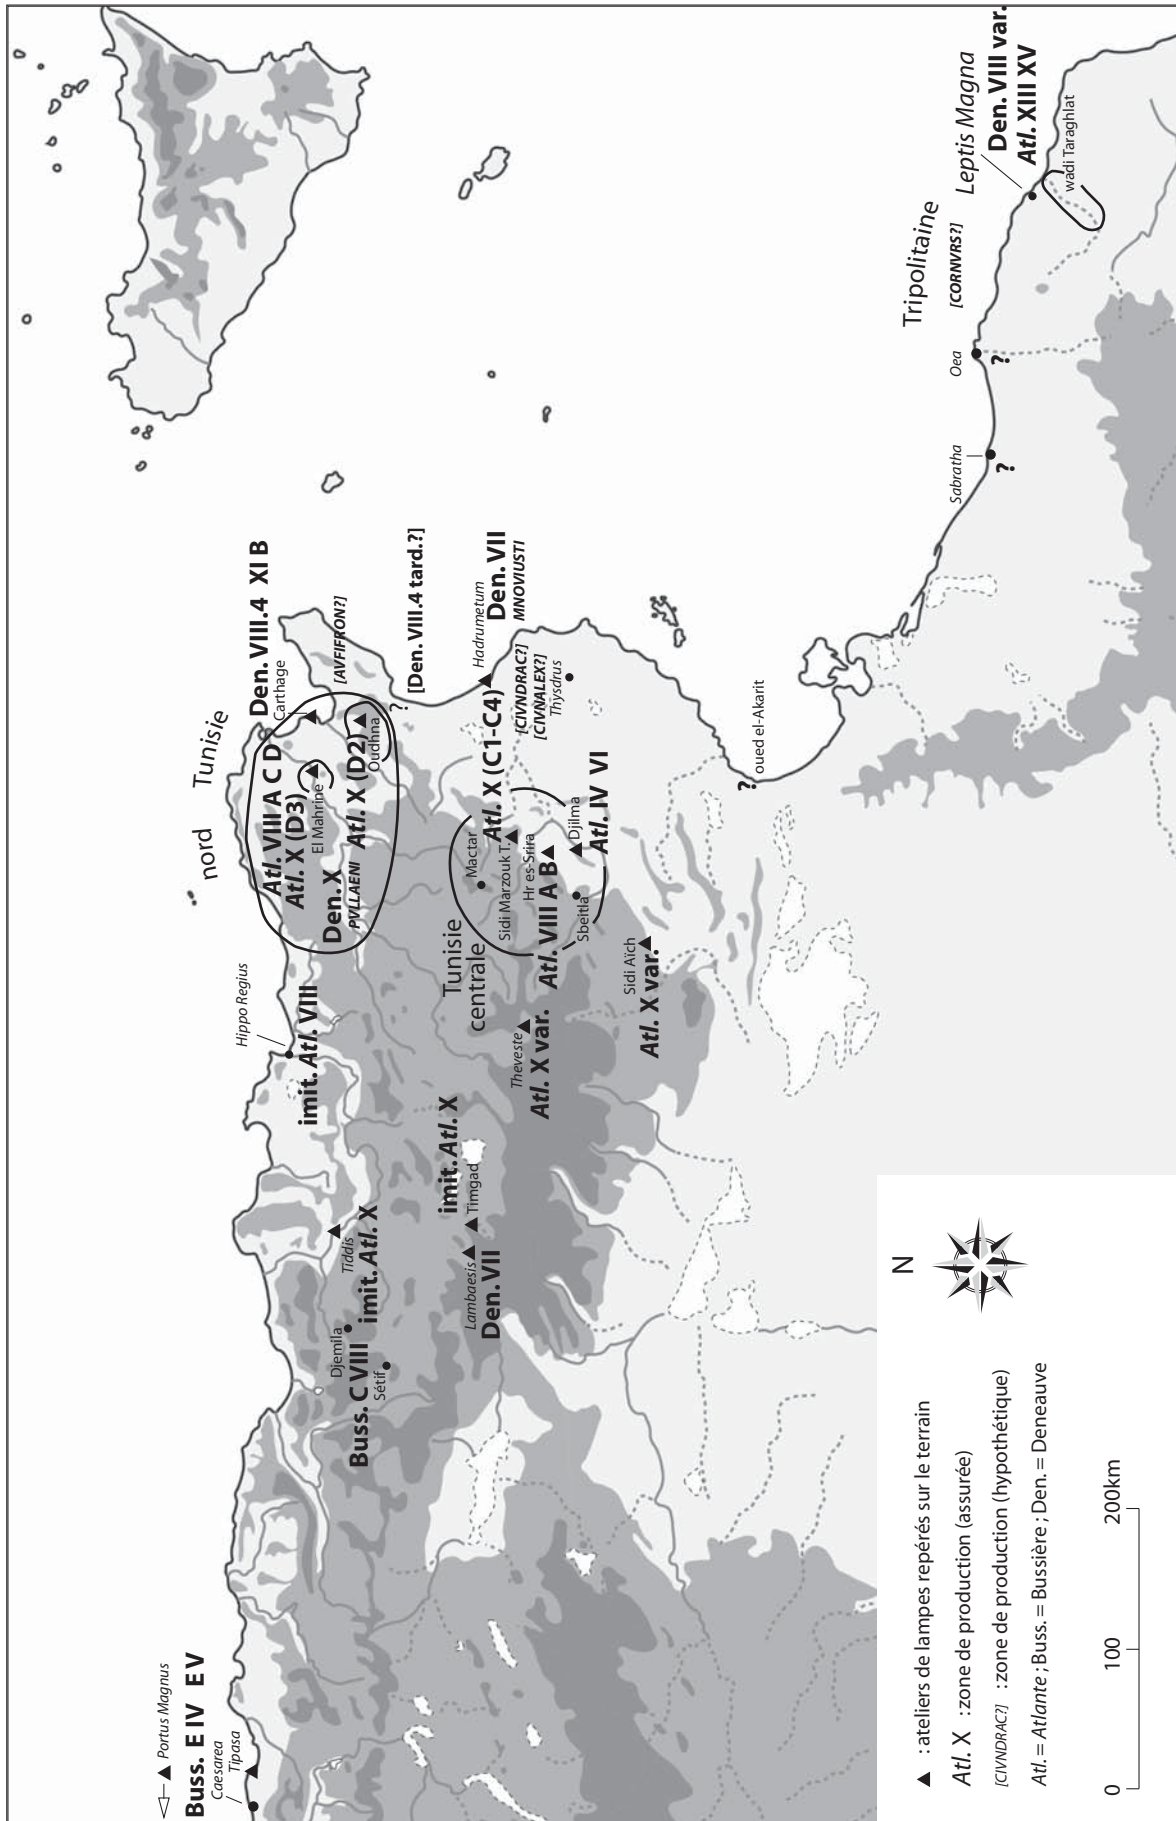 Portus Magnus
Buss. E IV E V
Caesarea
Tipasa
Djemila
Buss. C VIII
Sétif
Tiddis
imit. Atl. X
Lambaesis
Den. VII
imit. Atl. X
Timgad
Hippo Regius
imit. Atl. VIII
Theveste
Atl. X var.
Sidi Aïch
Atl. X var.
nord Tunisie
Atl. VIII A C D
Atl. X (D3)
El Mahrine
Den. X
PVLLAENI
Atl. X (D2)
Oudhna
Den. VIII.4 XI B
Carthage
[AVFIFRON?]
?
[Den. VIII.4 tard.?]
Tunisie
centrale
Mactar
Sidi Marzouk T.
Atl. X (C1-C4)
Hr es-Srira
Atl. VIII A B
Sbeitla
Djilma
Atl. IV VI
Hadrumetum
Den. VII
MNOVIUSTI
[CIVNDRAC?]
[CIVNALEX?]
Thysdrus
?
oued el-Akarit
Tripolitaine
[CORNVRS?]
Sabratha
?
Oea
?
Leptis Magna
Den. VIII var.
Atl. XIII XV
wadi Taraghlat
N
▲ : ateliers de lampes repérés sur le terrain
Atl. X : zone de production (assurée)
[CIVNDRAC?] : zone de production (hypothétique)
Atl. = Atlante ; Buss. = Bussière ; Den. = Deneauve
0 100 200km